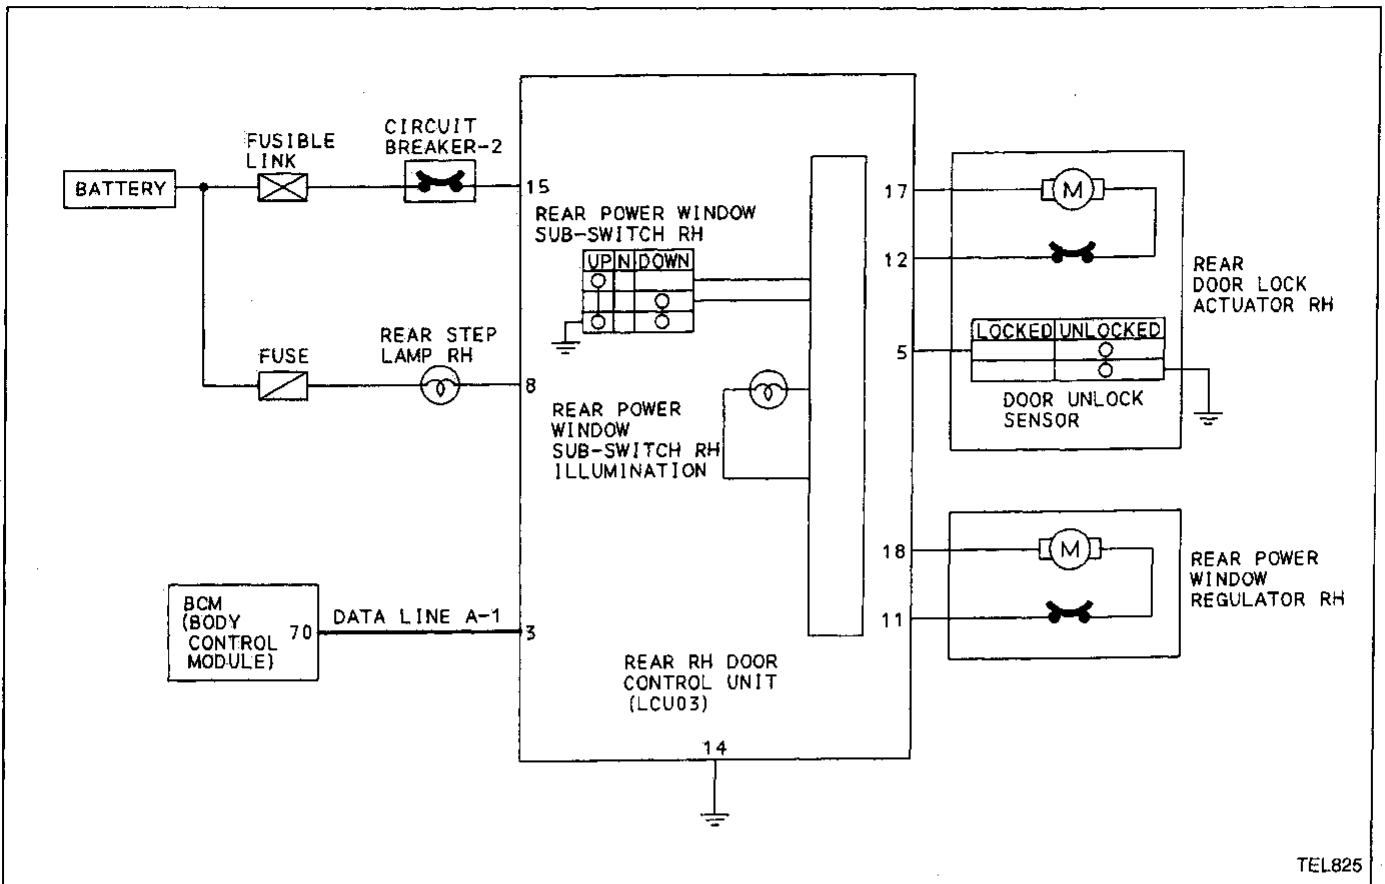 BATTERY
FUSIBLE
LINK
CIRCUIT
BREAKER-2
15
FUSE
REAR STEP
LAMP RH
8
BCM
(BODY
CONTROL
MODULE)
70
DATA LINE A-1
3
REAR POWER WINDOW
SUB-SWITCH RH
UP N DOWN
REAR POWER
WINDOW
SUB-SWITCH RH
ILLUMINATION
REAR RH DOOR
CONTROL UNIT
(LCU03)
14
17
12
5
18
11
M
REAR
DOOR LOCK
ACTUATOR RH
LOCKED UNLOCKED
DOOR UNLOCK
SENSOR
M
REAR POWER
WINDOW
REGULATOR RH
TEL825